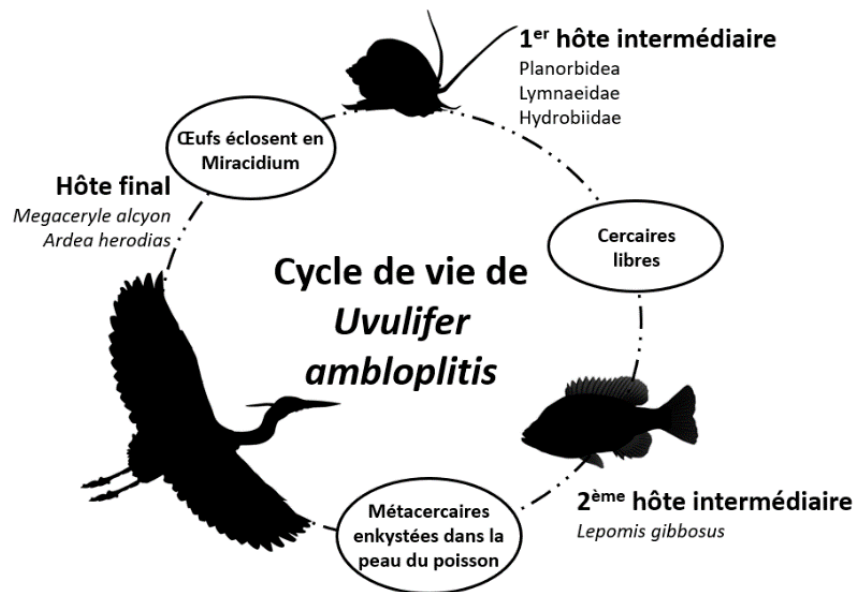 1er hôte intermédiaire
Planorbidea
Lymnaeidae
Hydrobiidae
Œufs éclosent en
Miracidium
Hôte final
Megaceryle alcyon
Ardea herodias
Cercaires
libres
Cycle de vie de
Uvulifer
ambloplitis
2ème hôte intermédiaire
Lepomis gibbosus
Métacercaires
enkystées dans la
peau du poisson